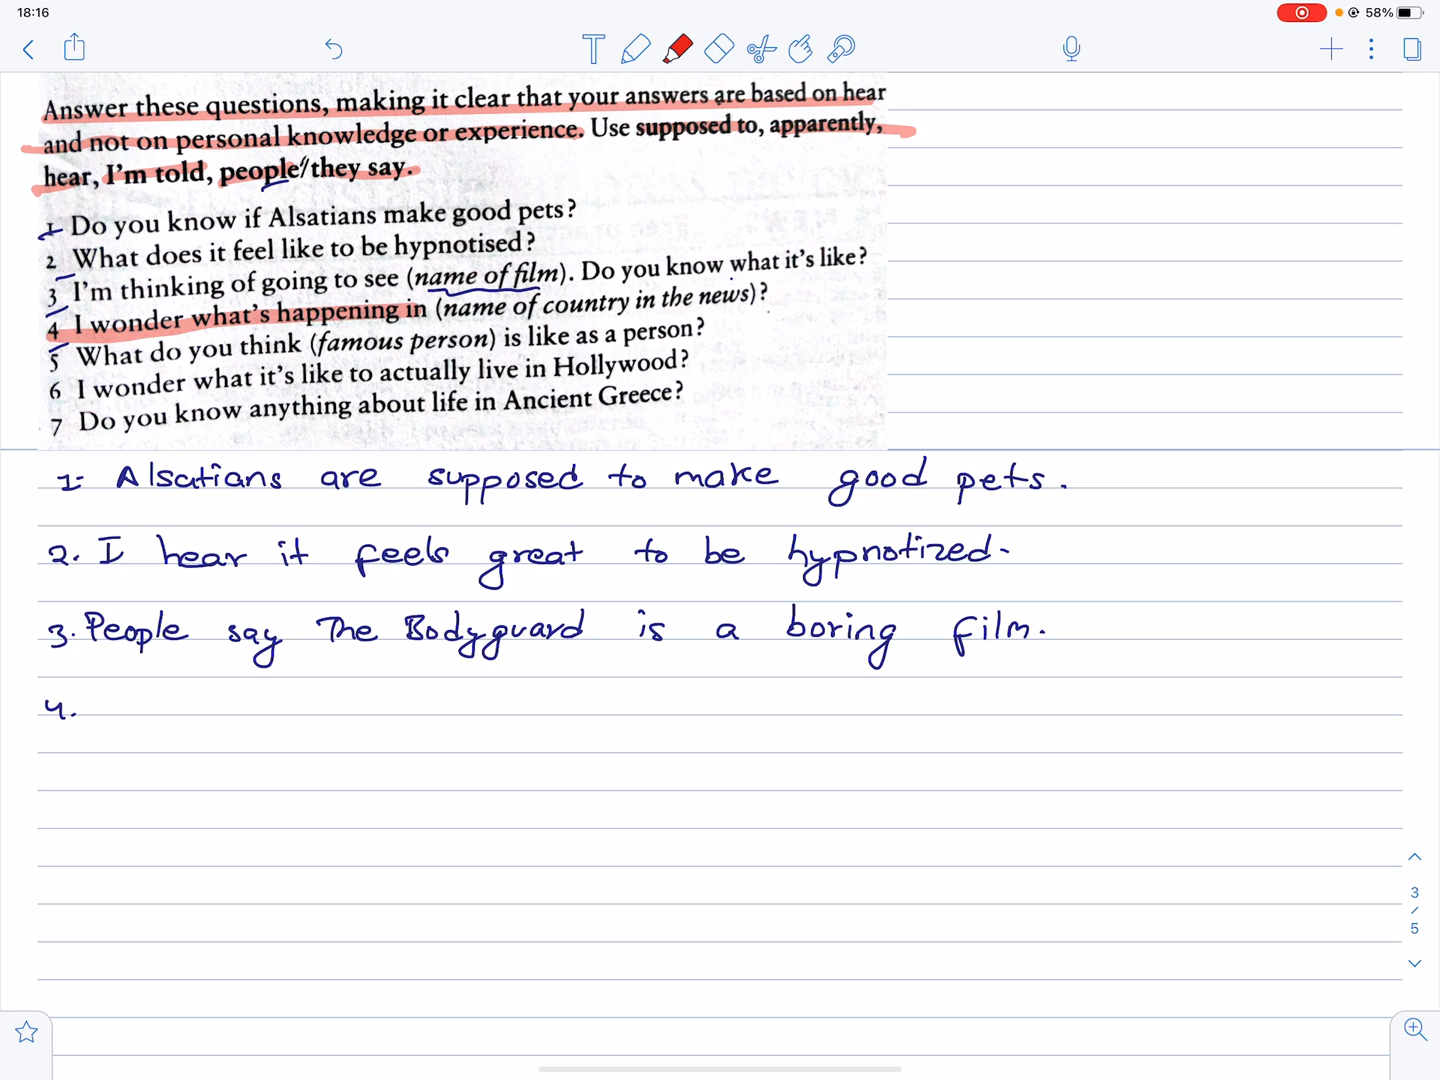 18:16
58%
Answer these questions, making it clear that your answers are based on hear
and not on personal knowledge or experience. Use supposed to, apparently,
hear, I'm told, people/they say.
1 Do you know if Alsatians make good pets?
2 What does it feel like to be hypnotised?
3 I'm thinking of going to see (name of film). Do you know what it's like?
4 I wonder what's happening in (name of country in the news)?
5 What do you think (famous person) is like as a person?
6 I wonder what it's like to actually live in Hollywood?
7 Do you know anything about life in Ancient Greece?
1- Alsatians are supposed to make good pets.
2. I hear it feels great to be hypnotized.
3. People say The Bodyguard is a boring film.
4.
3
/
5